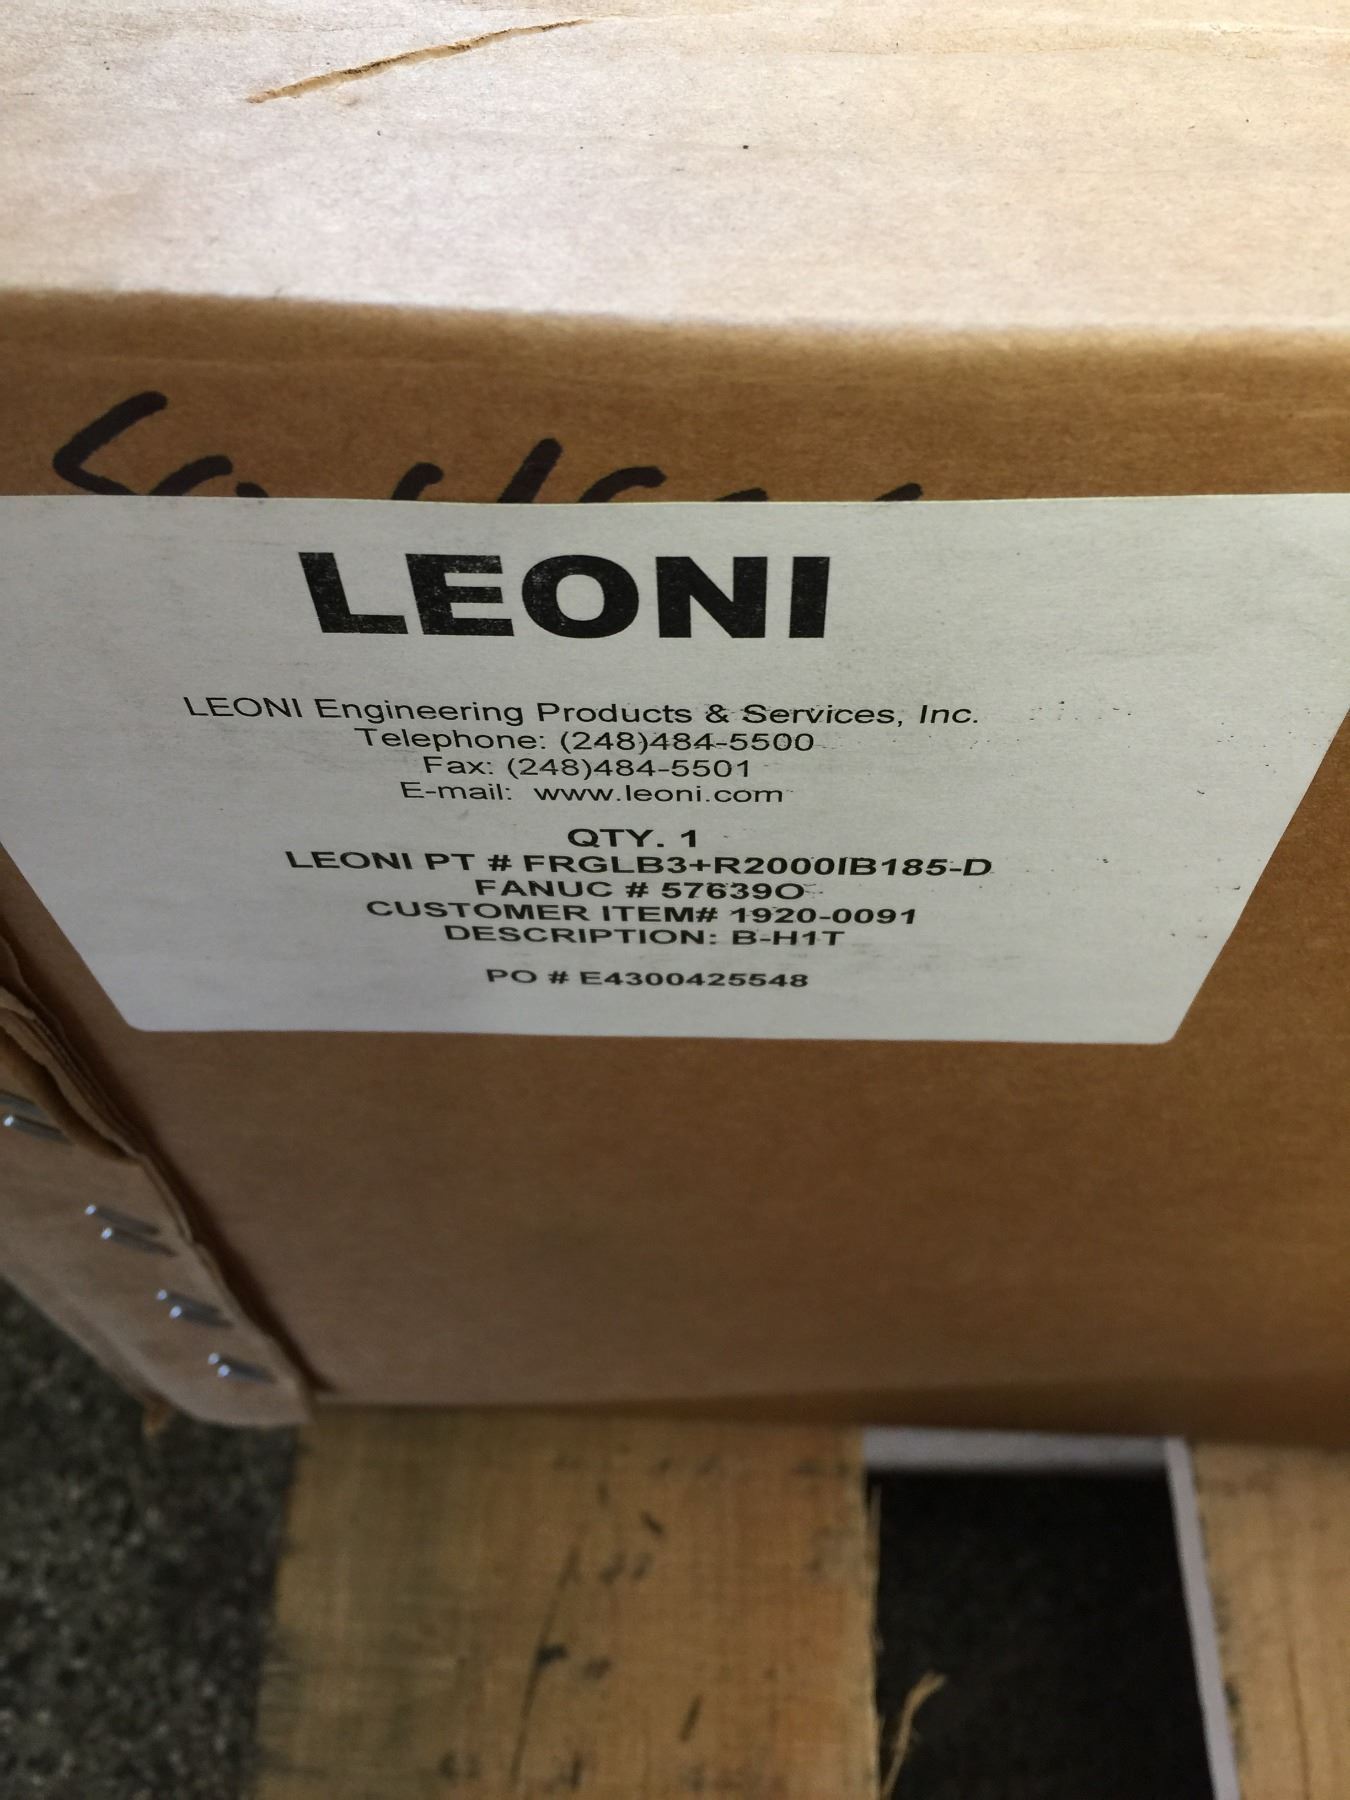 LEONI
LEONI Engineering Products & Services, Inc.
Telephone: (248)484-5500
Fax: (248)484-5501
E-mail: www.leoni.com
QTY. 1
LEONI PT # FRGLB3+R2000IB185-D
FANUC # 57639O
CUSTOMER ITEM# 1920-0091
DESCRIPTION: B-H1T
PO # E4300425548